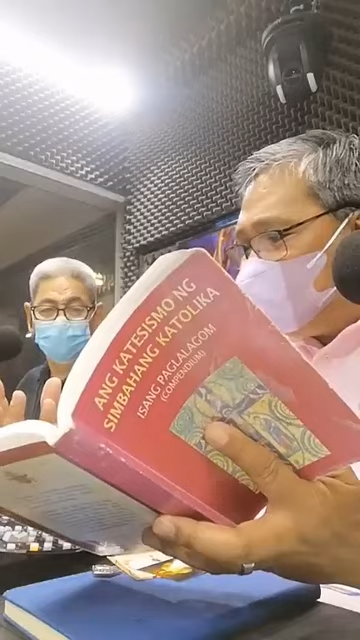 ANG KATESISMO NG
SIMBAHANG KATOLIKA
ISANG PAGLALAGOM
(COMPENDIUM)